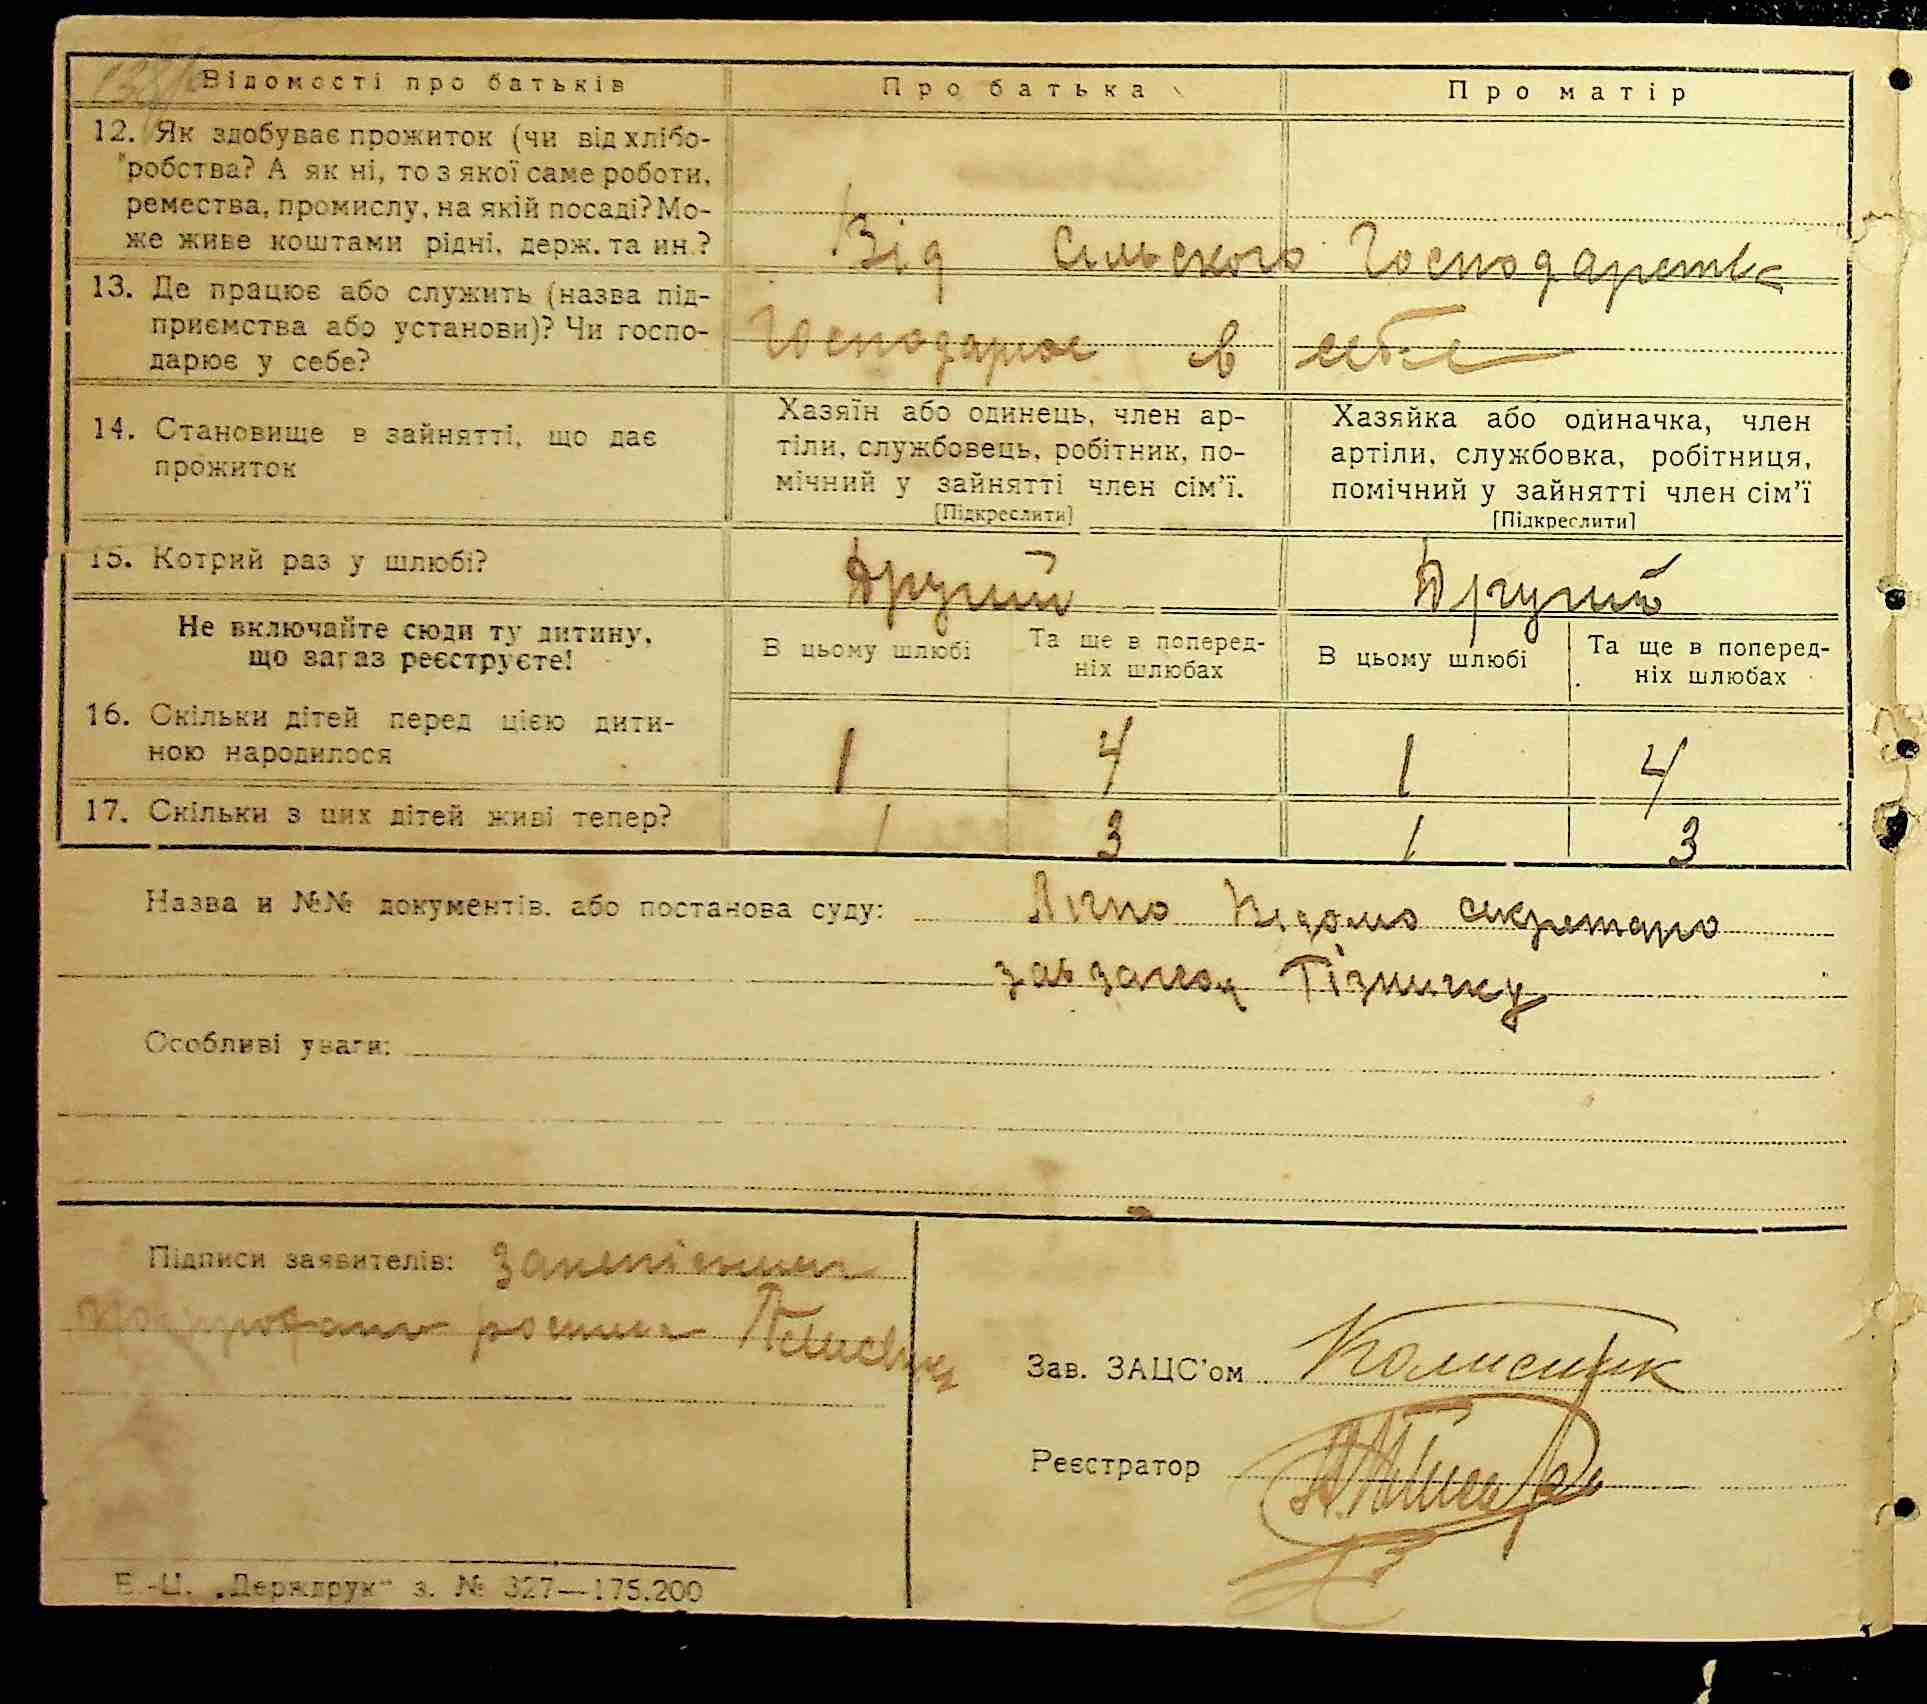 Відомості про батьків
Про батька
Про матір
12. Як здобуває прожиток (чи від хлібо-
робства? А як ні, то з якої саме роботи,
ремества, промислу, на якій посаді? Мо-
же живе коштами рідні, держ. та ин.?
Від Сільского Господарства
13. Де працює або служить (назва під-
приємства або установи)? Чи госпо-
дарює у себе?
Господарює в себе
14. Становище в зайнятті, що дає
прожиток
Хазяїн або одинець, член ар-
тіли, службовець, робітник, по-
мічний у зайнятті член сім’ї.
[Підкреслити]
Хазяйка або одиначка, член
артіли, службовка, робітниця,
помічний у зайнятті член сім’ї
[Підкреслити]
15. Котрий раз у шлюбі?
Другий
Другий
Не включайте сюди ту дитину,
що зараз реєструєте!
В цьому шлюбі
Та ще в поперед-
ніх шлюбах
В цьому шлюбі
Та ще в поперед-
ніх шлюбах
16. Скільки дітей перед цією дити-
ною народилося
1 4 1 4
17. Скільки з цих дітей живі тепер?
1 3 1 3
Назва и №№ документів, або постанова суду: Лічно Відомо секретарю
Особливі уваги:
Підписи заявителів:
Зав. ЗАЦС’ом Колисник
Реєстратор
Е.-Ц. „Держдрук“ з. № 327—175.200